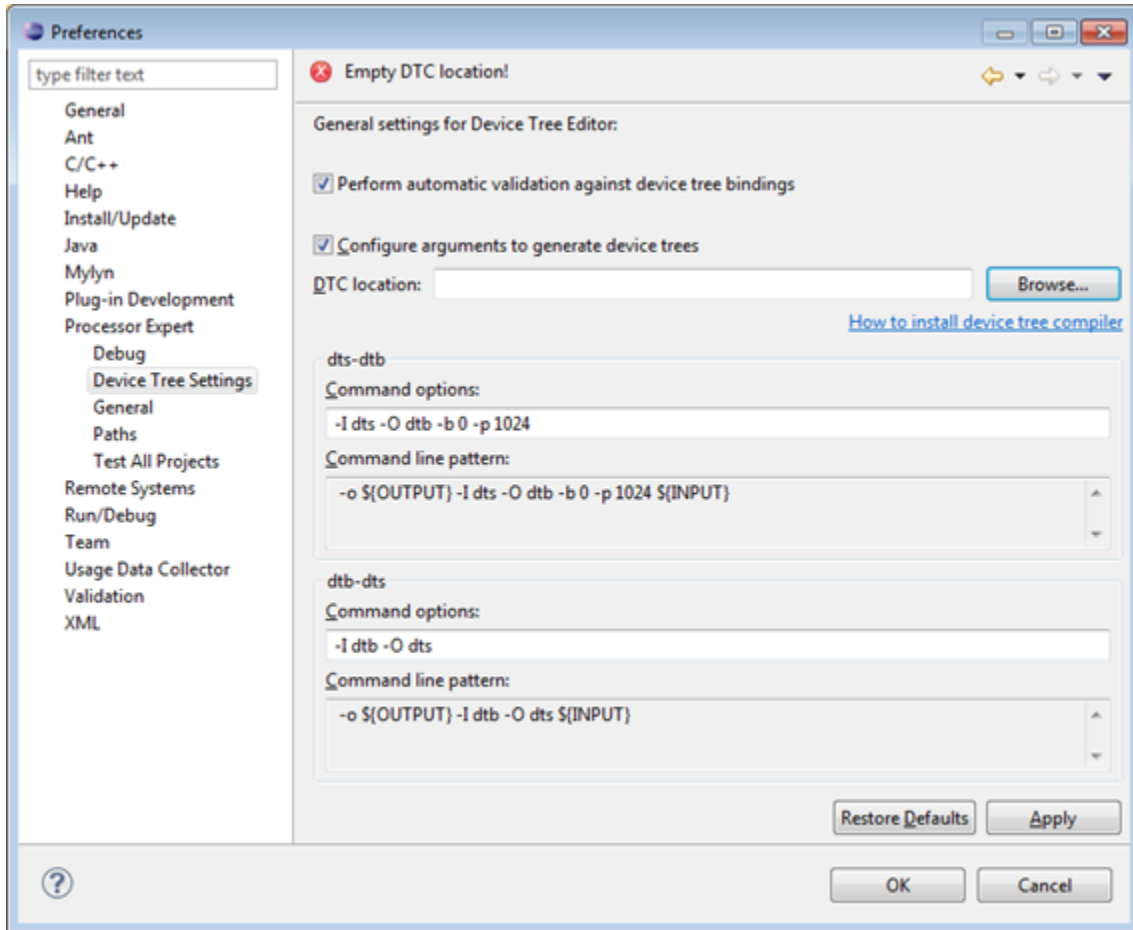 Preferences
type filter text
General
Ant
C/C++
Help
Install/Update
Java
Mylyn
Plug-in Development
Processor Expert
Debug
Device Tree Settings
General
Paths
Test All Projects
Remote Systems
Run/Debug
Team
Usage Data Collector
Validation
XML
Empty DTC location!
General settings for Device Tree Editor:
Perform automatic validation against device tree bindings
Configure arguments to generate device trees
DTC location:
Browse...
How to install device tree compiler
dts-dtb
Command options:
-I dts -O dtb -b 0 -p 1024
Command line pattern:
-o ${OUTPUT} -I dts -O dtb -b 0 -p 1024 ${INPUT}
dtb-dts
Command options:
-I dtb -O dts
Command line pattern:
-o ${OUTPUT} -I dtb -O dts ${INPUT}
Restore Defaults Apply
? OK Cancel